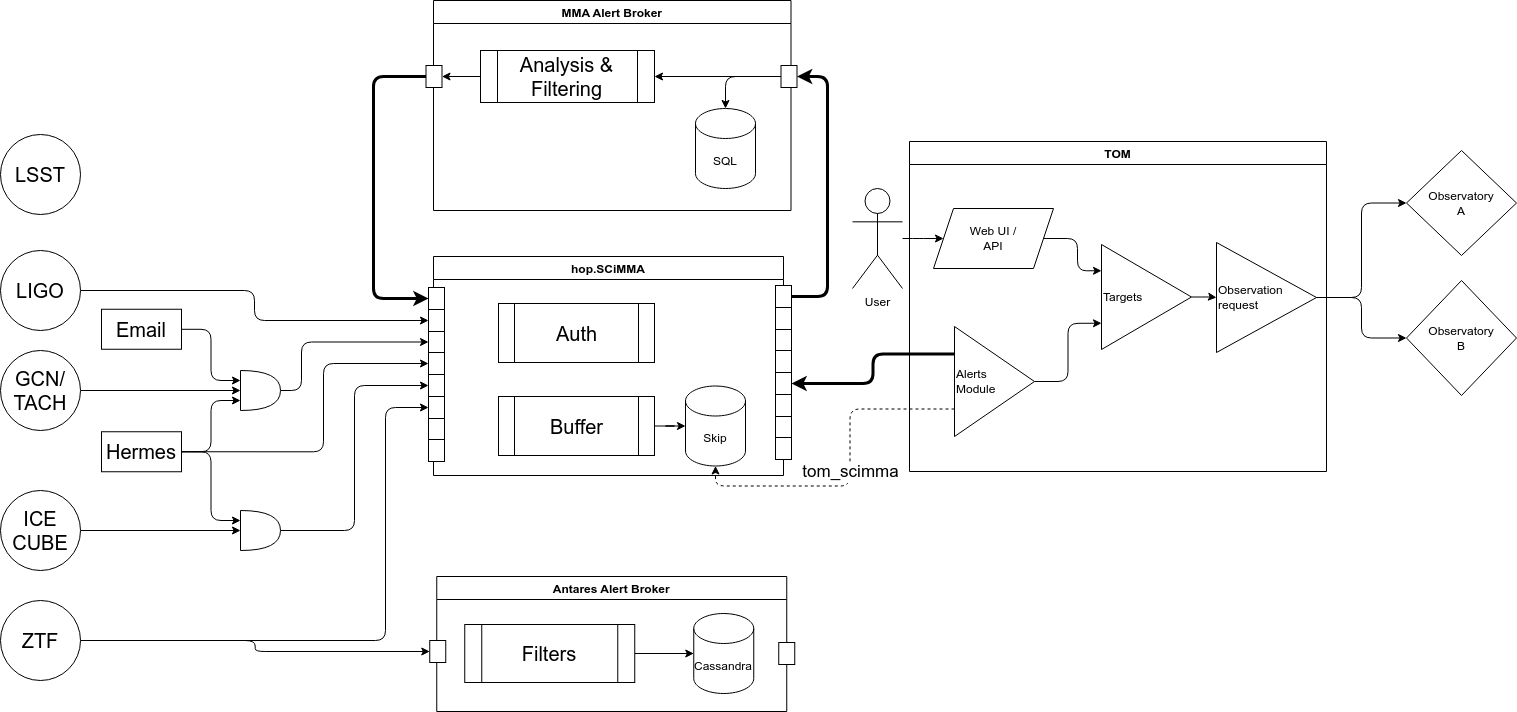 MMA Alert Broker
Analysis &
Filtering
SQL
LSST
LIGO
Email
GCN/
TACH
Hermes
ICE
CUBE
ZTF
hop.SCiMMA
Auth
Buffer
Skip
tom_scimma
Antares Alert Broker
Filters
Cassandra
User
TOM
Web UI /
API
Targets
Observation
request
Alerts
Module
Observatory
A
Observatory
B